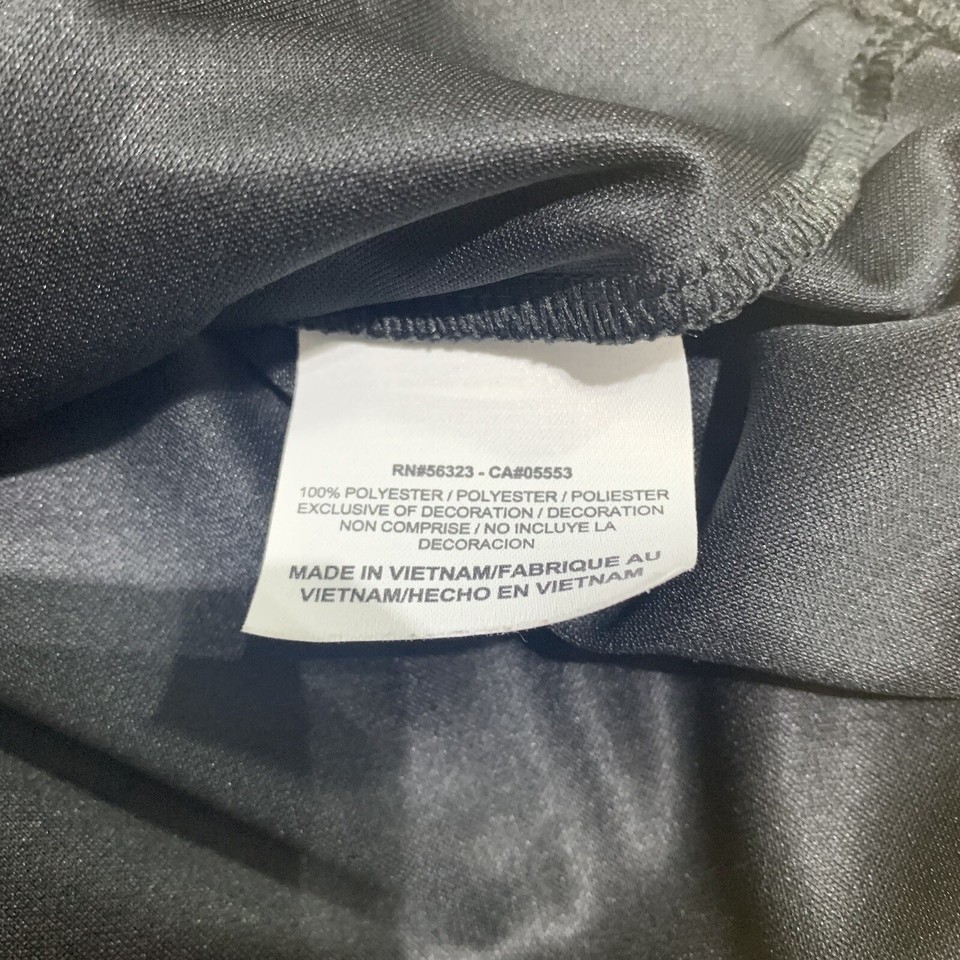 RN#56323 - CA#05553
100% POLYESTER / POLYESTER / POLIESTER
EXCLUSIVE OF DECORATION / DECORATION
NON COMPRISE / NO INCLUYE LA
DECORACION
MADE IN VIETNAM/FABRIQUE AU
VIETNAM/HECHO EN VIETNAM